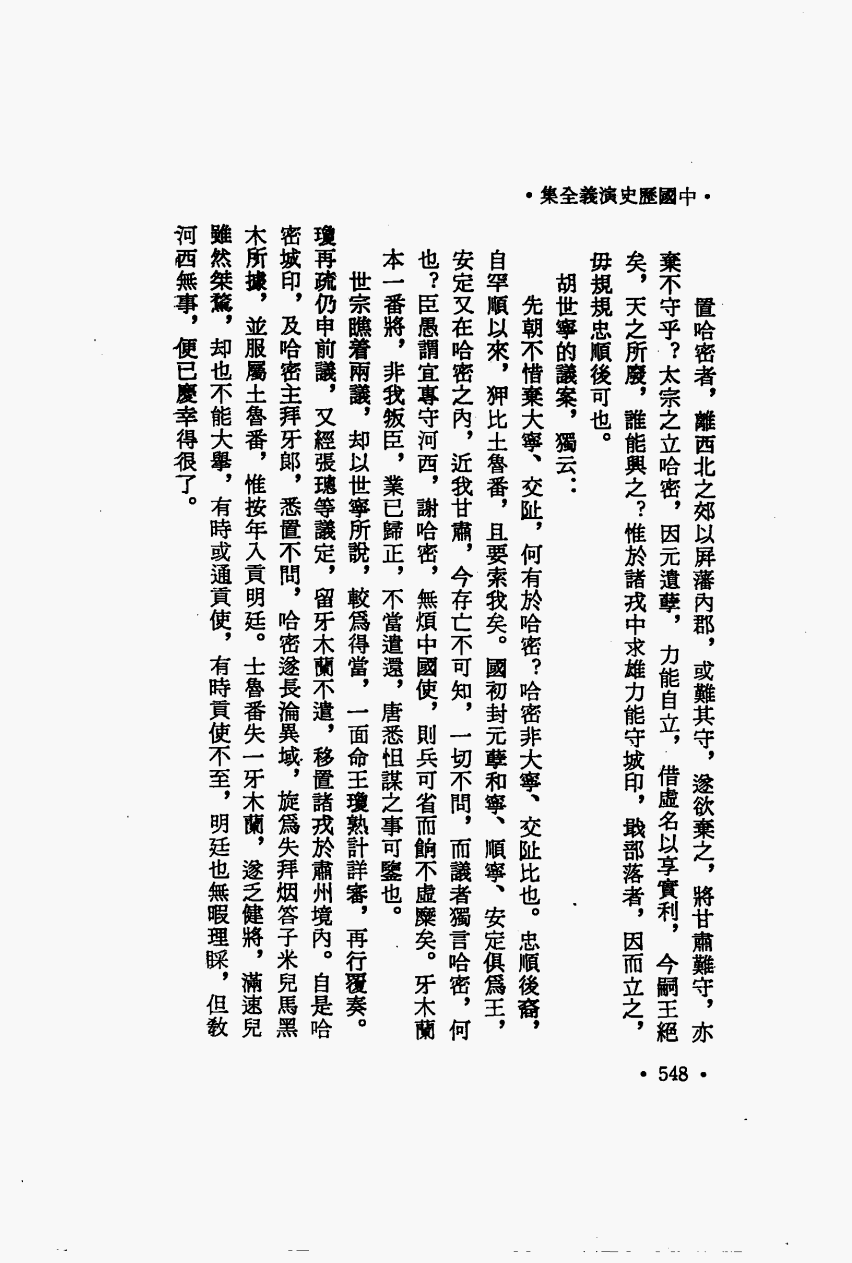 •中國歷史演義全集•
置哈密者，離西北之郊以屏藩內郡，或難其守，遂欲棄之，將甘肅難守，亦
棄不守乎？太宗之立哈密，因元遺孽，力能自立，借虛名以享實利，今嗣王絕
矣，天之所廢，誰能興之？惟於諸戎中求雄力能守城印，戢部落者，因而立之，
毋規規忠順後可也。
胡世寧的議案，獨云：
先朝不惜棄大寧、交阯，何有於哈密？哈密非大寧、交阯比也。忠順後裔，
自罕順以來，狎比土魯番，且要索我矣。國初封元孽和寧、順寧、安定俱爲王，
安定又在哈密之內，近我甘肅，今存亡不可知，一切不問，而議者獨言哈密，何
也？臣愚謂宜專守河西，謝哈密，無煩中國使，則兵可省而餉不虛糜矣。牙木蘭
本一番將，非我叛臣，業已歸正，不當遣還，唐悉怛謀之事可鑒也。
世宗瞧着兩議，却以世寧所說，較爲得當，一面命王瓊熟計詳審，再行覆奏。
瓊再疏仍申前議，又經張璁等議定，留牙木蘭不遣，移置諸戎於肅州境內。自是哈
密城印，及哈密主拜牙郎，悉置不問，哈密遂長淪異域，旋爲失拜烟答子米兒馬黑
木所據，並服屬土魯番，惟按年入貢明廷。士魯番失一牙木蘭，遂乏健將，滿速兒
雖然桀驁，却也不能大舉，有時或通貢使，有時貢使不至，明廷也無暇理睬，但敎
河西無事，便已慶幸得很了。
•548•